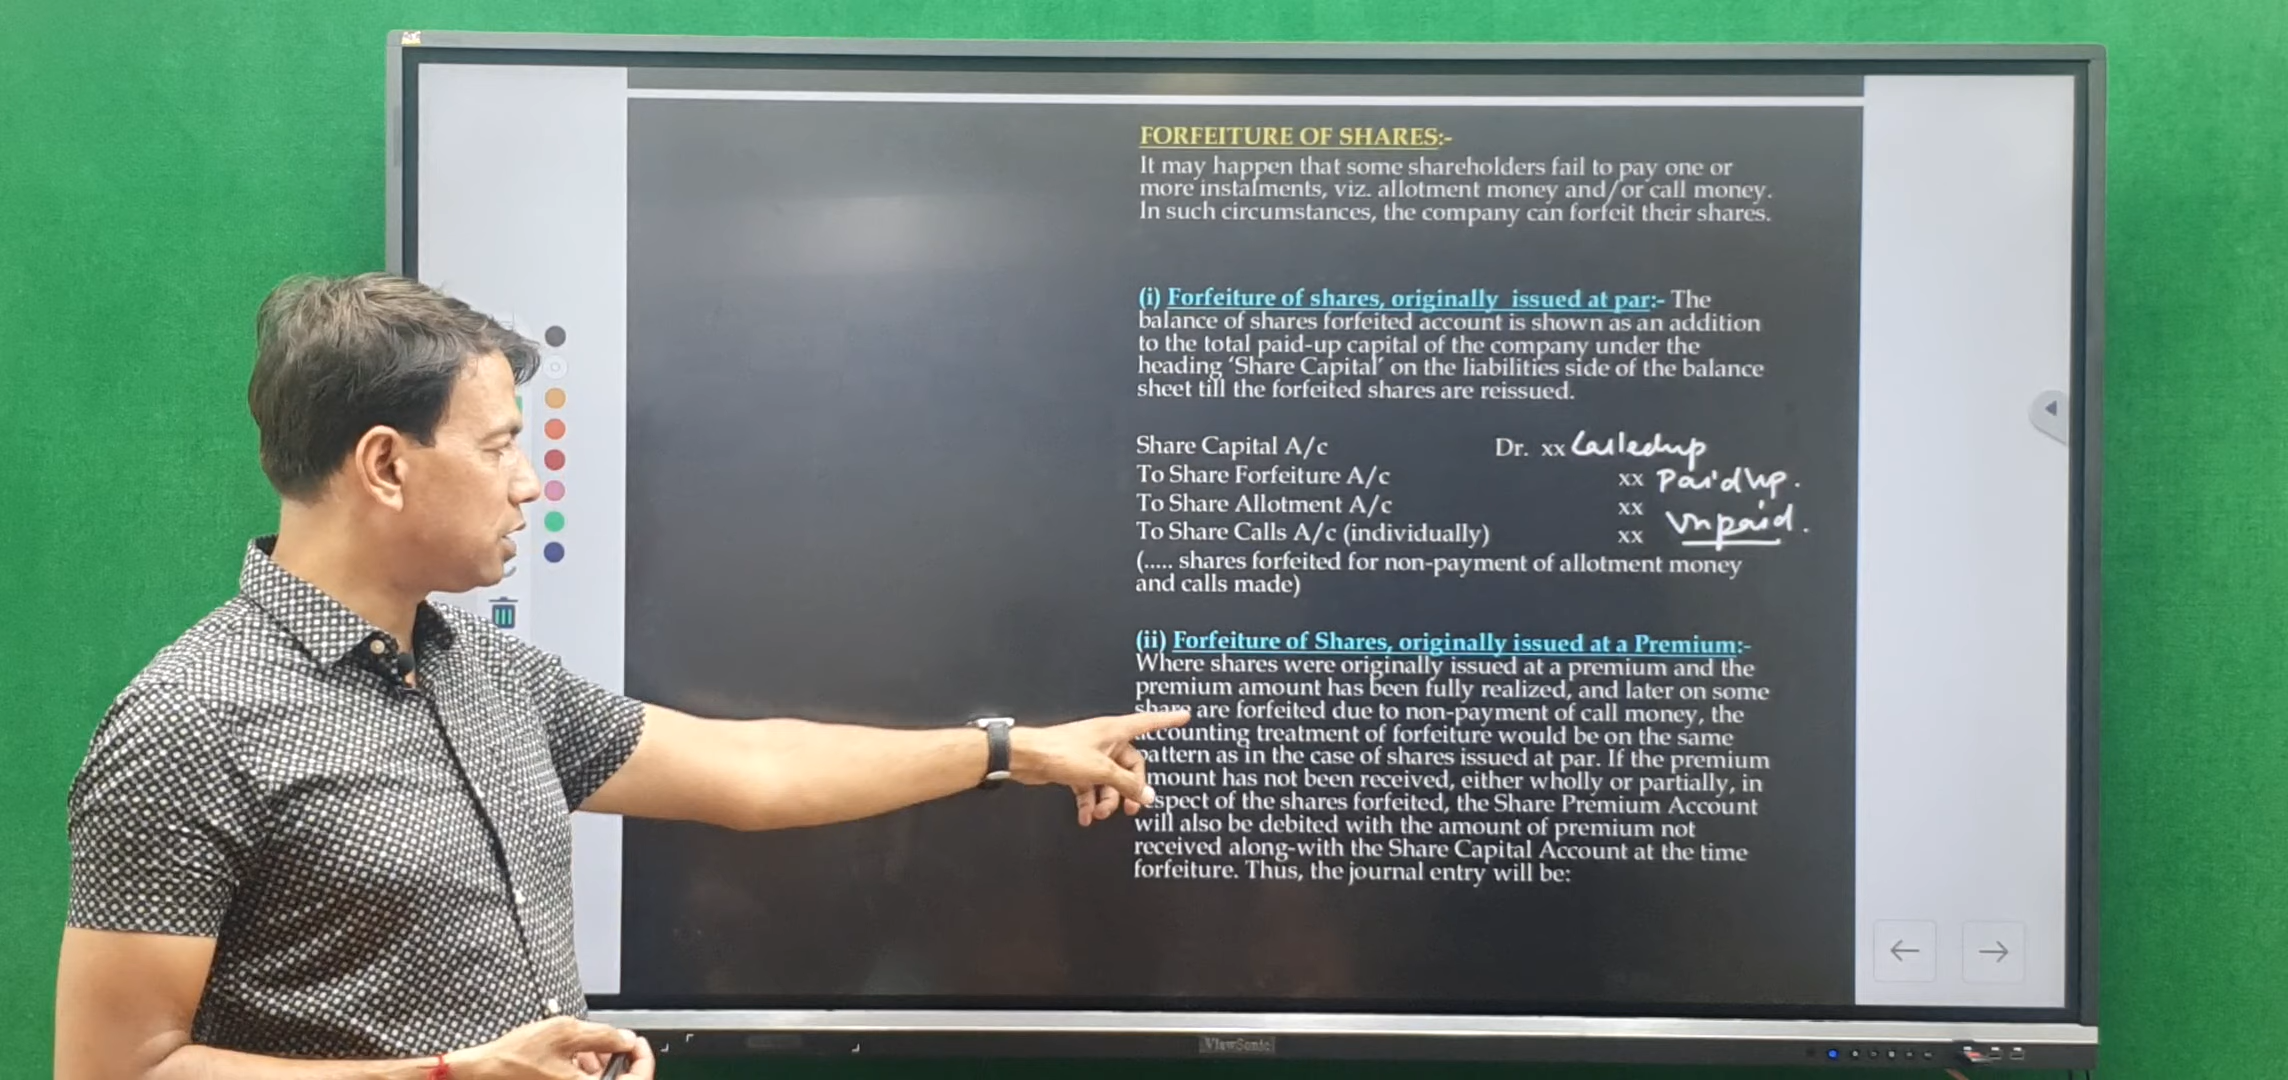 FORFEITURE OF SHARES:-
It may happen that some shareholders fail to pay one or
more instalments, viz. allotment money and/or call money.
In such circumstances, the company can forfeit their shares.
(i) Forfeiture of shares, originally issued at par:- The
balance of shares forfeited account is shown as an addition
to the total paid-up capital of the company under the
heading ‘Share Capital’ on the liabilities side of the balance
sheet till the forfeited shares are reissued.
Share Capital A/c Dr. xx Calledup
To Share Forfeiture A/c xx Paid up.
To Share Allotment A/c xx
Unpaid.
To Share Calls A/c (individually) xx
(..... shares forfeited for non-payment of allotment money
and calls made)
(ii) Forfeiture of Shares, originally issued at a Premium:-
Where shares were originally issued at a premium and the
premium amount has been fully realized, and later on some
share are forfeited due to non-payment of call money, the
accounting treatment of forfeiture would be on the same
pattern as in the case of shares issued at par. If the premium
amount has not been received, either wholly or partially, in
respect of the shares forfeited, the Share Premium Account
will also be debited with the amount of premium not
received along-with the Share Capital Account at the time
forfeiture. Thus, the journal entry will be:
ViewSonic